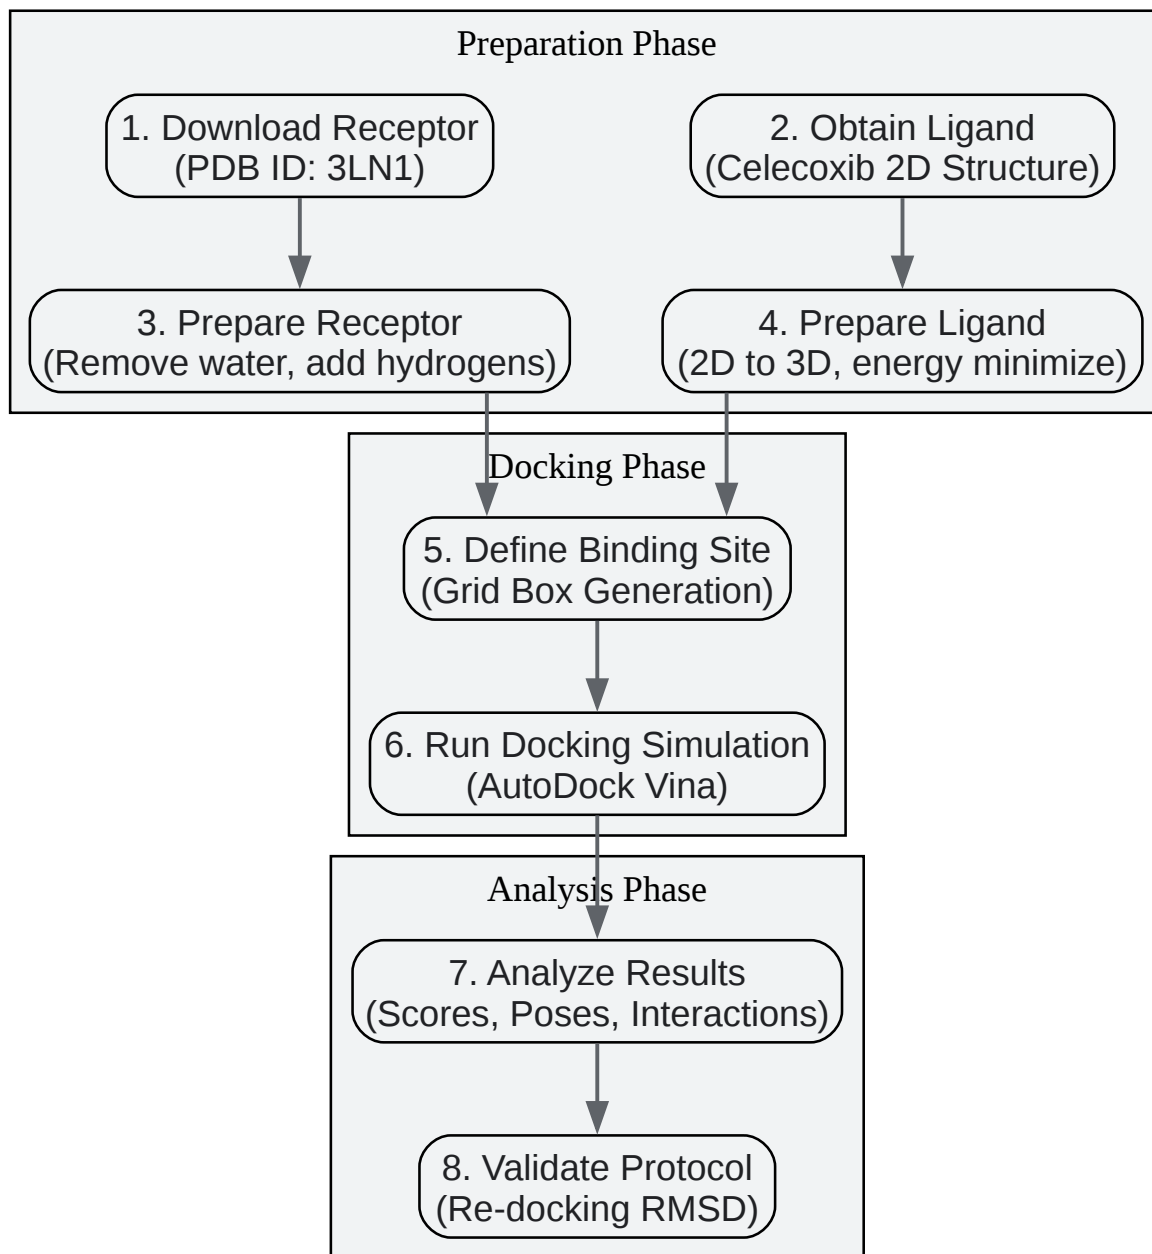 Preparation Phase
1. Download Receptor
(PDB ID: 3LN1)
2. Obtain Ligand
(Celecoxib 2D Structure)
3. Prepare Receptor
(Remove water, add hydrogens)
4. Prepare Ligand
(2D to 3D, energy minimize)
Docking Phase
5. Define Binding Site
(Grid Box Generation)
6. Run Docking Simulation
(AutoDock Vina)
Analysis Phase
7. Analyze Results
(Scores, Poses, Interactions)
8. Validate Protocol
(Re-docking RMSD)